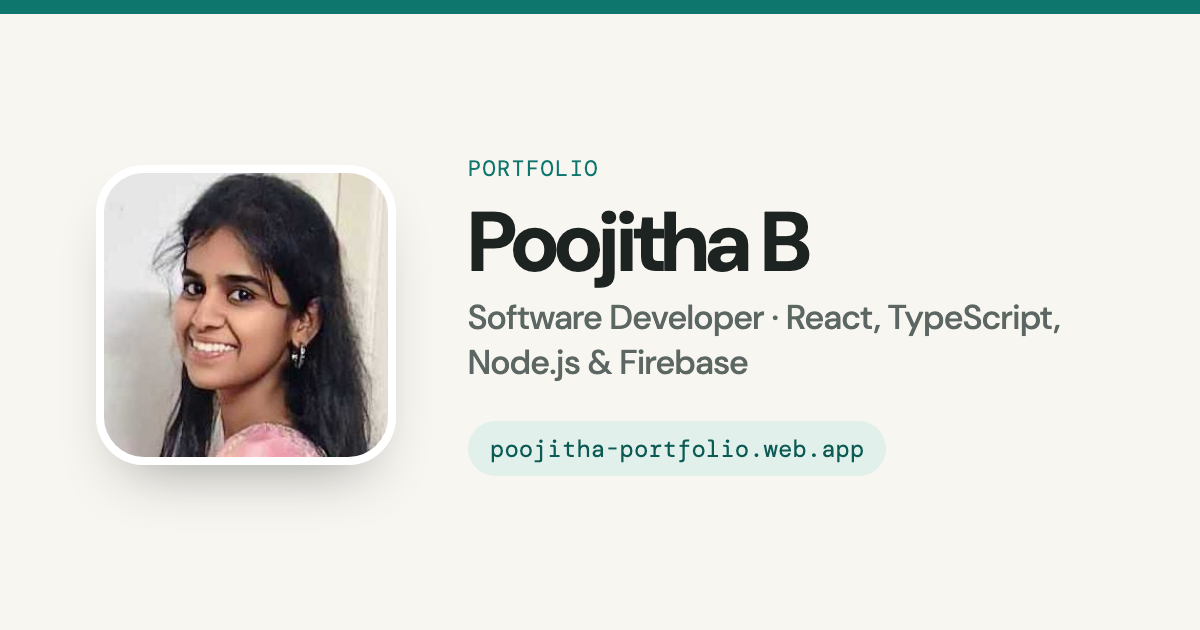 PORTFOLIO
Poojitha B
Software Developer · React, TypeScript,
Node.js & Firebase
poojitha-portfolio.web.app